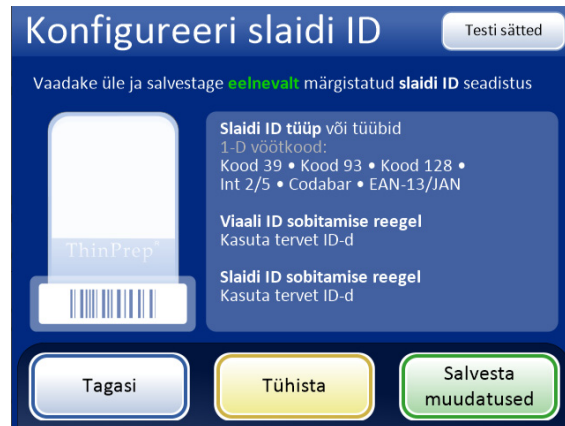 Konfigureeri slaidi ID
Testi sätted
Vaadake üle ja salvestage eelnevalt märgistatud slaidi ID seadistus
Slaidi ID tüüp või tüübid
1-D vöötkood:
Kood 39 • Kood 93 • Kood 128 •
Int 2/5 • Codabar • EAN-13/JAN
Viaali ID sobitamise reegel
Kasuta tervet ID-d
Slaidi ID sobitamise reegel
Kasuta tervet ID-d
ThinPrep®
Tagasi
Tühista
Salvesta
muudatused